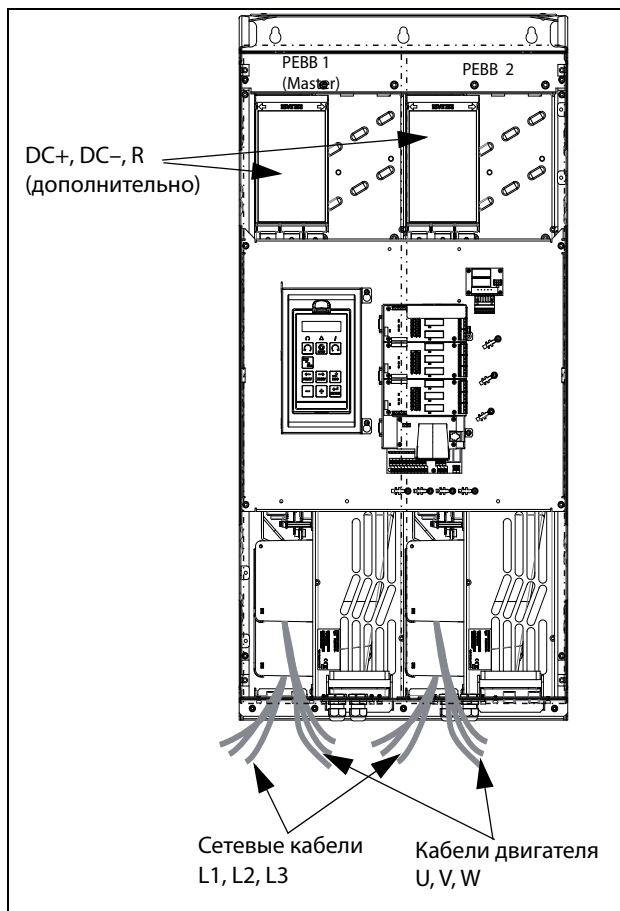 PEBB 1
(Master)
PEBB 2
DC+, DC–, R
(дополнительно)
Сетевые кабели
L1, L2, L3
Кабели двигателя
U, V, W